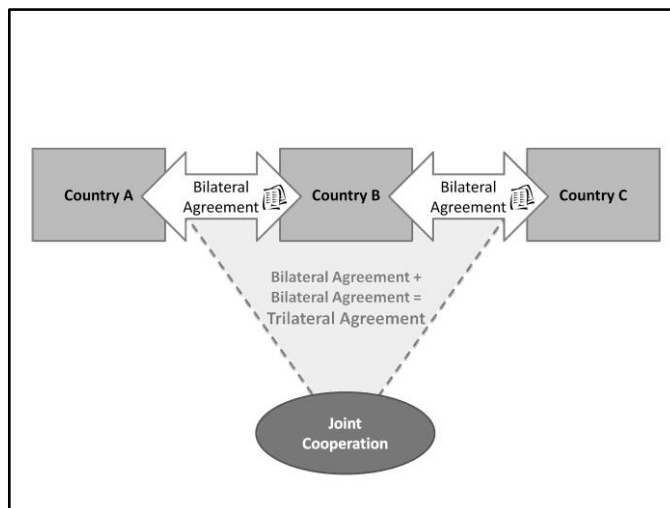 Country A
Bilateral
Agreement
Country B
Bilateral
Agreement
Country C
Bilateral Agreement +
Bilateral Agreement =
Trilateral Agreement
Joint
Cooperation